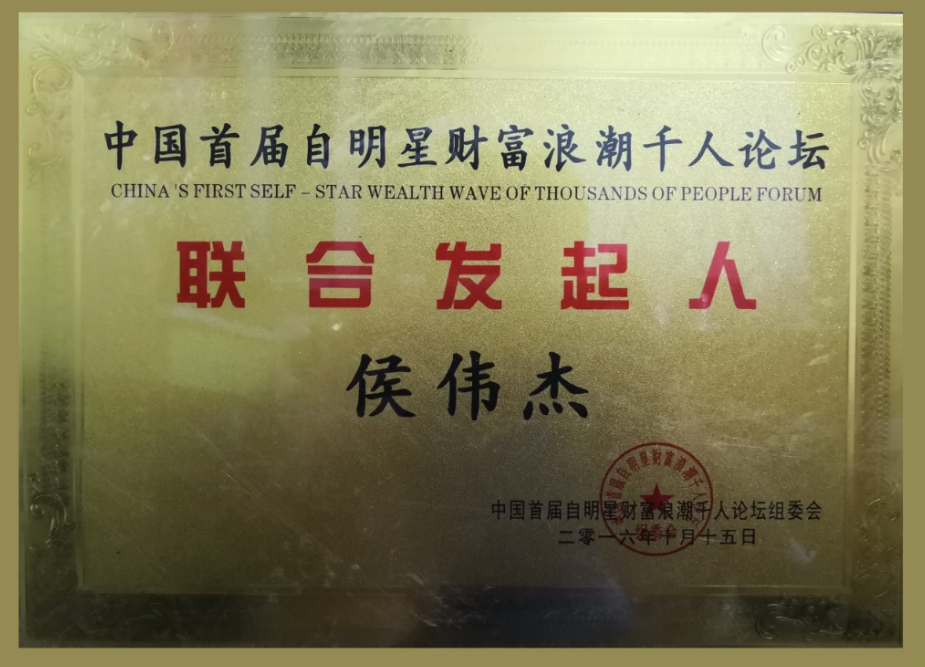 中国首届自明星财富浪潮千人论坛
CHINA 'S FIRST SELF – STAR WEALTH WAVE OF THOUSANDS OF PEOPLE FORUM
联合发起人
侯伟杰
中国首届自明星财富浪潮千人论坛组委会
二零一六年十月十五日